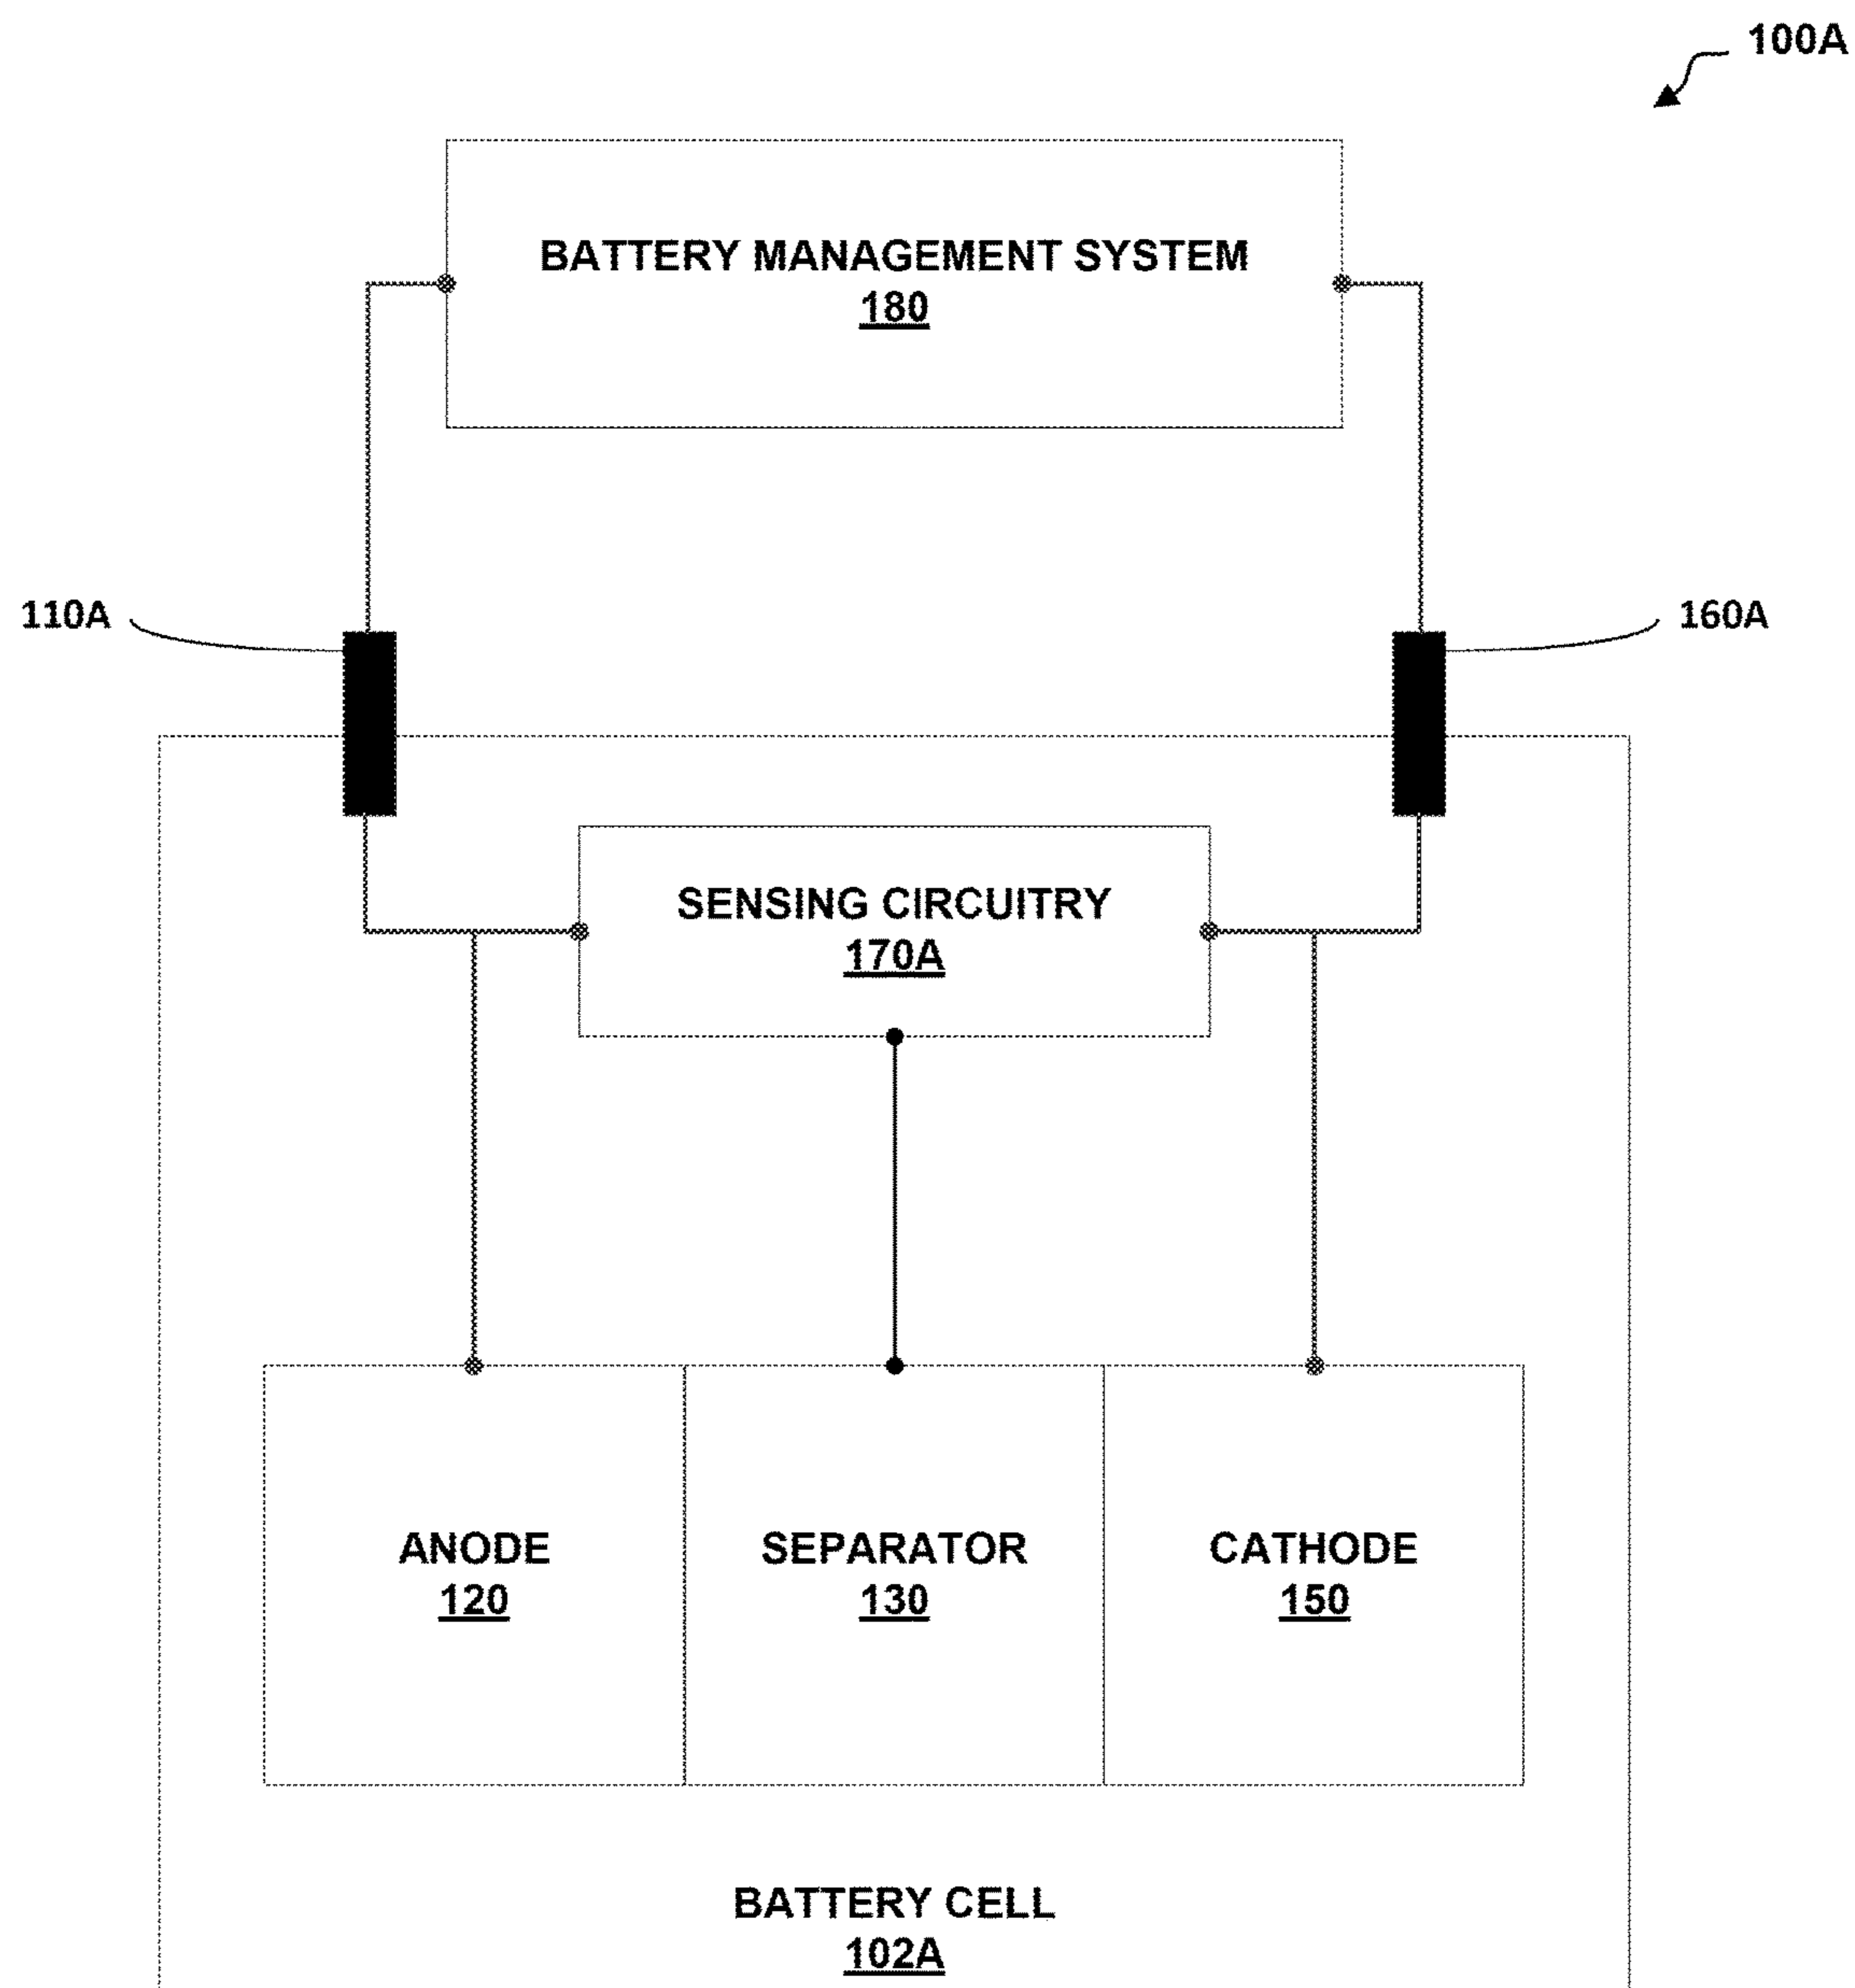 100A
BATTERY MANAGEMENT SYSTEM
180
110A
160A
SENSING CIRCUITRY
170A
ANODE
120
SEPARATOR
130
CATHODE
150
BATTERY CELL
102A